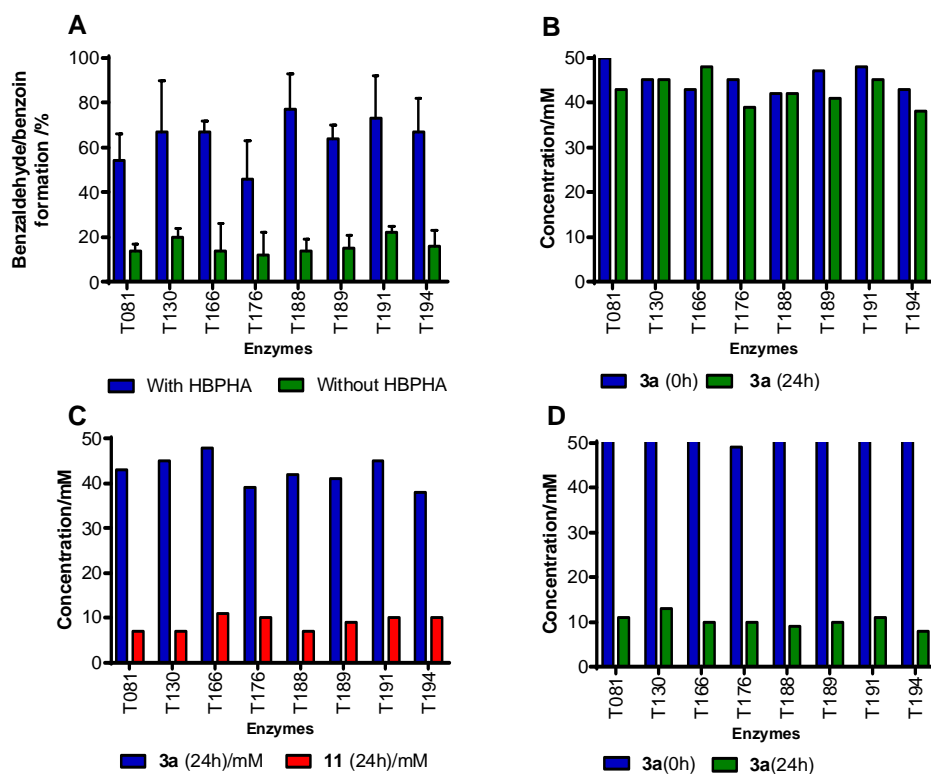 A
Benzaldehyde/benzoin
formation /%
100
80
60
40
20
0
T081
T130
T166
T176
T188
T189
T191
T194
Enzymes
With HBPHA
Without HBPHA
B
Concentration/mM
50
40
30
20
10
0
T081
T130
T166
T176
T188
T189
T191
T194
Enzymes
3a (0h)
3a (24h)
C
Concentration/mM
50
40
30
20
10
0
T081
T130
T166
T176
T188
T189
T191
T194
Enzymes
3a (24h)/mM
11 (24h)/mM
D
Concentration/mM
50
40
30
20
10
0
T081
T130
T166
T176
T188
T189
T191
T194
Enzymes
3a(0h)
3a(24h)